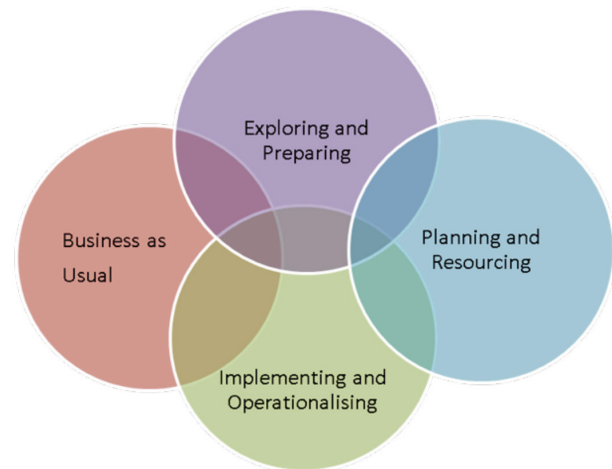 Exploring and
Preparing
Business as
Usual
Planning and
Resourcing
Implementing and
Operationalising